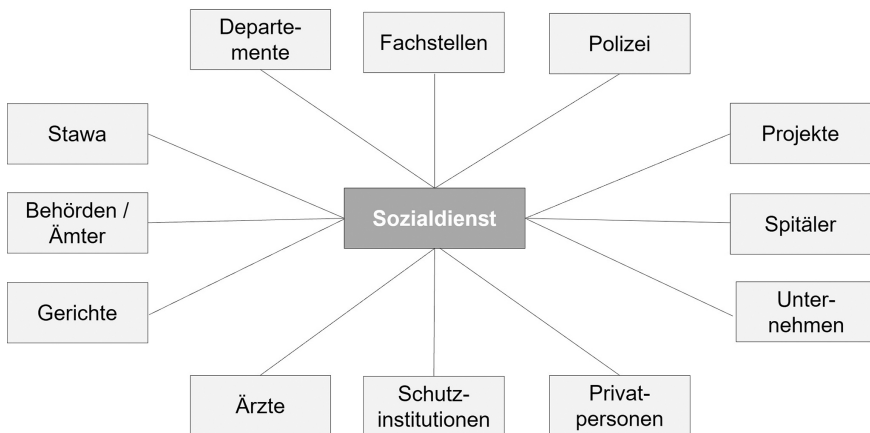 Departe-
mente
Fachstellen
Polizei
Stawa
Projekte
Behörden /
Ämter
Sozialdienst
Spitäler
Gerichte
Unter-
nehmen
Ärzte
Schutz-
institutionen
Privat-
personen